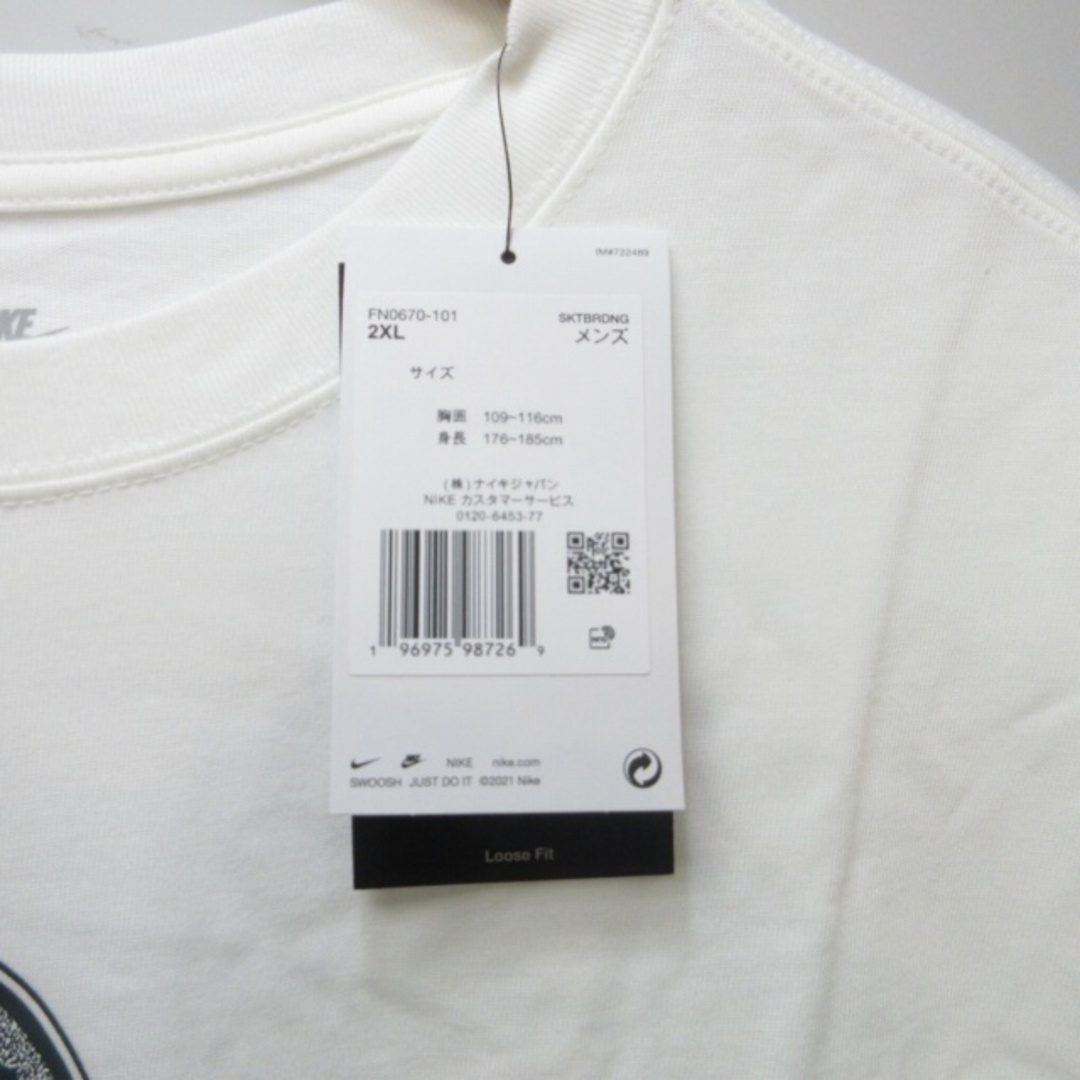 KE
IM#722489
FN0670-101 SKTBRDNG
2XL メンズ
サイズ
胸囲 109~116cm
身長 176~185cm
(株)ナイキジャパン
NIKE カスタマーサービス
0120-6453-77
1 96975 98726 9
NIKE nike.com
SWOOSH JUST DO IT ©2021 Nike
Loose Fit